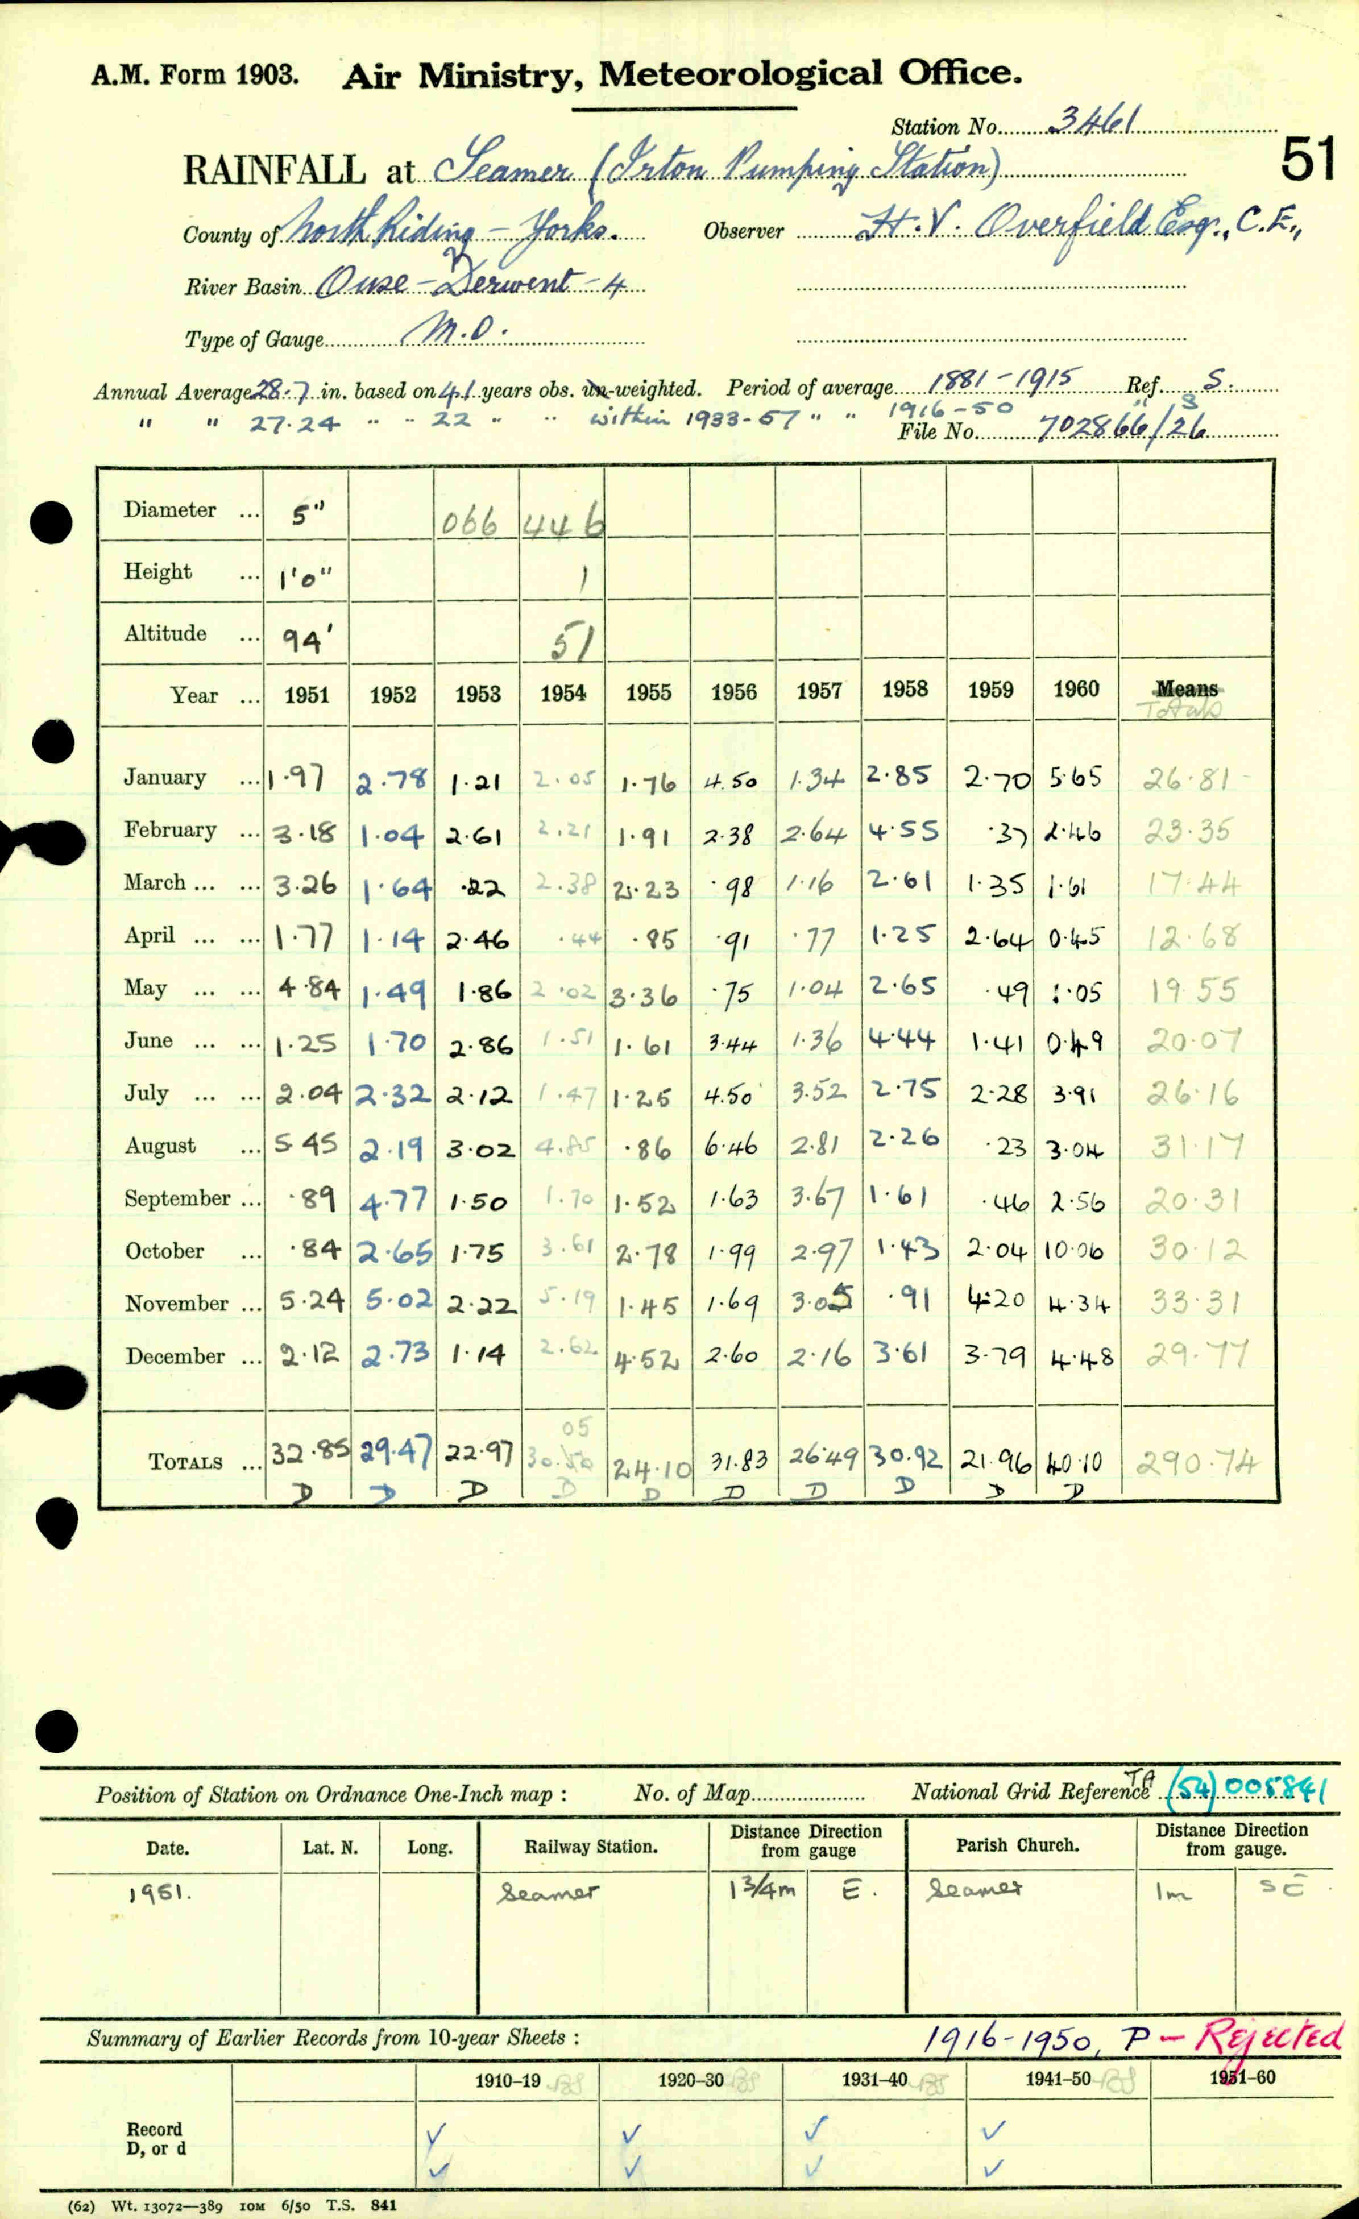 A.M. Form 1903. Air Ministry, Meteorological Office.
Station No. 3461
51
RAINFALL at Seamer (Irton Pumping Station)
County of North Riding - Yorks. Observer H.V. Overfield Esq., C.E.,
River Basin Ouse - Derwent - 4
Type of Gauge M.O.
Annual Average 28.7 in. based on 41 years obs. un-weighted. Period of average 1881-1915 Ref. S.
" " 27.24 " " 22 " " within 1933-57 " " 1916-50 " S
File No. 702866/26
Diameter ... 5" 066 446
Height ... 1'0" 1
Altitude ... 94' 51
Year ... 1951 1952 1953 1954 1955 1956 1957 1958 1959 1960 Means
Totals
January ... 1.97 2.78 1.21 2.05 1.76 4.50 1.34 2.85 2.70 5.65 26.81
February ... 3.18 1.04 2.61 2.21 1.91 2.38 2.64 4.55 .37 2.46 23.35
March ... ... 3.26 1.64 .22 2.38 2.23 .98 1.16 2.61 1.35 1.61 17.44
April ... ... 1.77 1.14 2.46 .44 .85 .91 .77 1.25 2.64 0.45 12.68
May ... ... 4.84 1.49 1.86 2.02 3.36 .75 1.04 2.65 .49 1.05 19.55
June ... ... 1.25 1.70 2.86 1.51 1.61 3.44 1.36 4.44 1.41 0.49 20.07
July ... ... 2.04 2.32 2.12 1.47 1.25 4.50 3.52 2.75 2.28 3.91 26.16
August ... 5.45 2.19 3.02 4.85 .86 6.46 2.81 2.26 .23 3.04 31.17
September ... .89 4.77 1.50 1.70 1.52 1.63 3.67 1.61 .46 2.56 20.31
October ... .84 2.65 1.75 3.61 2.78 1.99 2.97 1.43 2.04 10.06 30.12
November ... 5.24 5.02 2.22 5.19 1.45 1.69 3.05 .91 4.20 4.34 33.31
December ... 2.12 2.73 1.14 2.62 4.52 2.60 2.16 3.61 3.79 4.48 29.77
05
TOTALS ... 32.85 29.47 22.97 30.50 24.10 31.83 26.49 30.92 21.96 40.10 290.74
D D D D D D D D D D
Position of Station on Ordnance One-Inch map : No. of Map National Grid Reference TA (54) 005841
Date. Lat. N. Long. Railway Station. Distance from gauge Direction Parish Church. Distance from gauge. Direction
1951. Seamer 1 3/4 m E. Seamer 1m SE
Summary of Earlier Records from 10-year Sheets : 1916-1950, P - Rejected
1910-19 1920-30 1931-40 1941-50 1951-60
Record
D, or d
✓ ✓ ✓ ✓
✓ ✓ ✓ ✓
(62) Wt. 13072—389 10M 6/50 T.S. 841